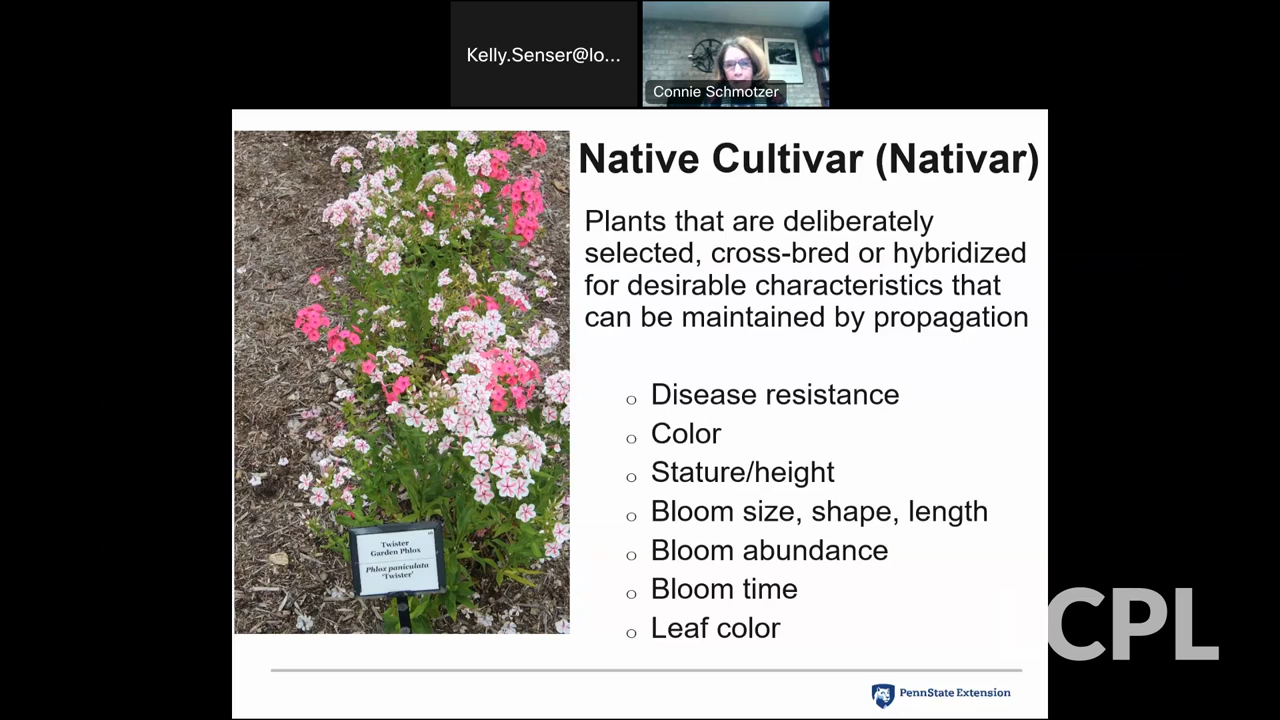 Kelly.Senser@lo...
Connie Schmotzer
Native Cultivar (Nativar)
Plants that are deliberately
selected, cross-bred or hybridized
for desirable characteristics that
can be maintained by propagation
Disease resistance
Color
Stature/height
Bloom size, shape, length
Bloom abundance
Bloom time
Leaf color
Twister
Garden Phlox
Phlox paniculata
'Twister'
CPL
PennState Extension